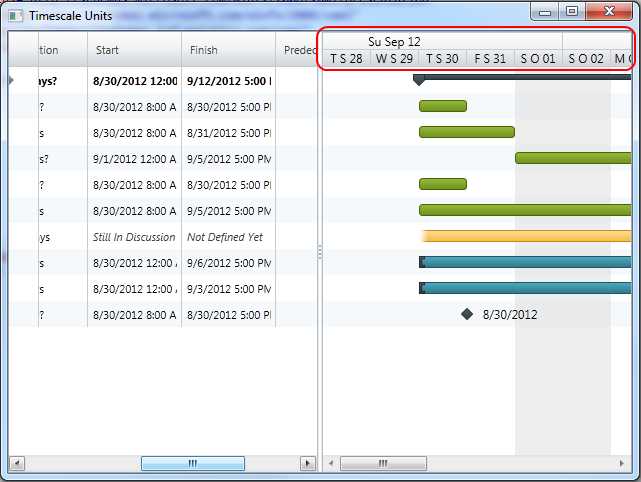 Timescale Units
tion Start Finish Predec
Su Sep 12
T S 28 W S 29 T S 30 F S 31 S O 01 S O 02 M O
ays? 8/30/2012 12:00 9/12/2012 5:00 I
? 8/30/2012 8:00 A 8/30/2012 5:00 PM
s 8/30/2012 8:00 A 8/31/2012 5:00 PM
s? 9/1/2012 12:00 A 9/5/2012 5:00 PM
? 8/30/2012 8:00 A 8/30/2012 5:00 PM
s 8/30/2012 8:00 A 9/5/2012 5:00 PM
ays Still In Discussion Not Defined Yet
s 8/30/2012 12:00 A 9/6/2012 5:00 PM
s 8/30/2012 12:00 A 9/3/2012 5:00 PM
? 8/30/2012 8:00 A 8/30/2012 5:00 PM 8/30/2012